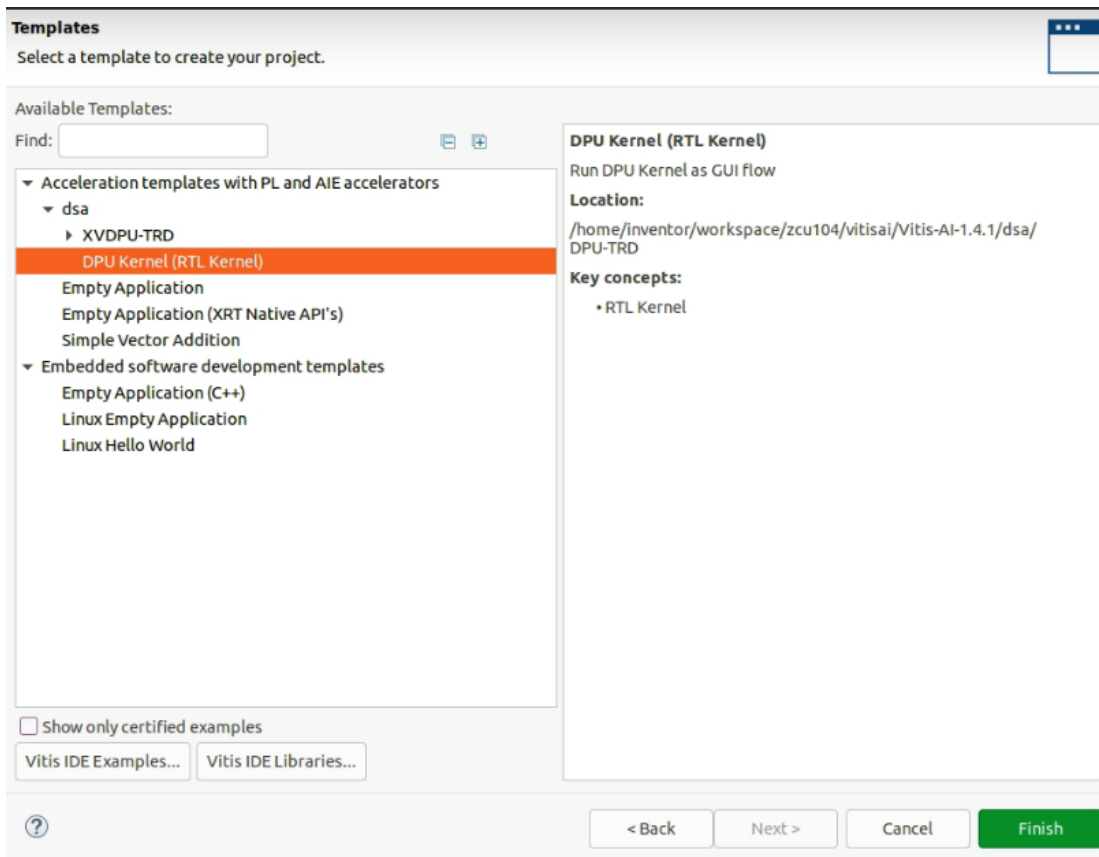 Templates
Select a template to create your project.
Available Templates:
Find:
Acceleration templates with PL and AIE accelerators
dsa
XVDPU-TRD
DPU Kernel (RTL Kernel)
Empty Application
Empty Application (XRT Native API's)
Simple Vector Addition
Embedded software development templates
Empty Application (C++)
Linux Empty Application
Linux Hello World
Show only certified examples
Vitis IDE Examples...
Vitis IDE Libraries...
DPU Kernel (RTL Kernel)
Run DPU Kernel as GUI flow
Location:
/home/inventor/workspace/zcu104/vitisai/Vitis-AI-1.4.1/dsa/
DPU-TRD
Key concepts:
• RTL Kernel
?
< Back
Next >
Cancel
Finish